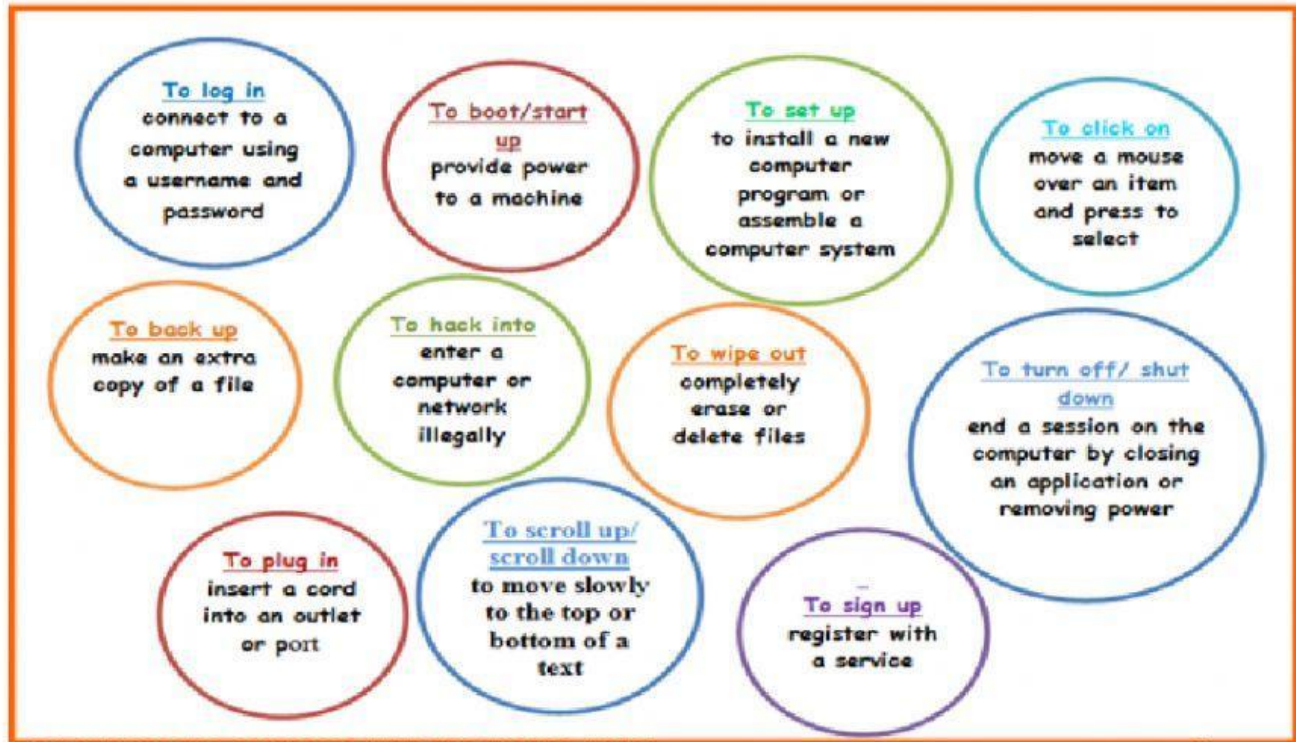 To log in
connect to a
computer using
a username and
password
To boot/start
up
provide power
to a machine
To set up
to install a new
computer
program or
assemble a
computer system
To click on
move a mouse
over an item
and press to
select
To back up
make an extra
copy of a file
To hack into
enter a
computer or
network
illegally
To wipe out
completely
erase or
delete files
To turn off/ shut
down
end a session on the
computer by closing
an application or
removing power
To plug in
insert a cord
into an outlet
or port
To scroll up/
scroll down
to move slowly
to the top or
bottom of a
text
To sign up
register with
a service